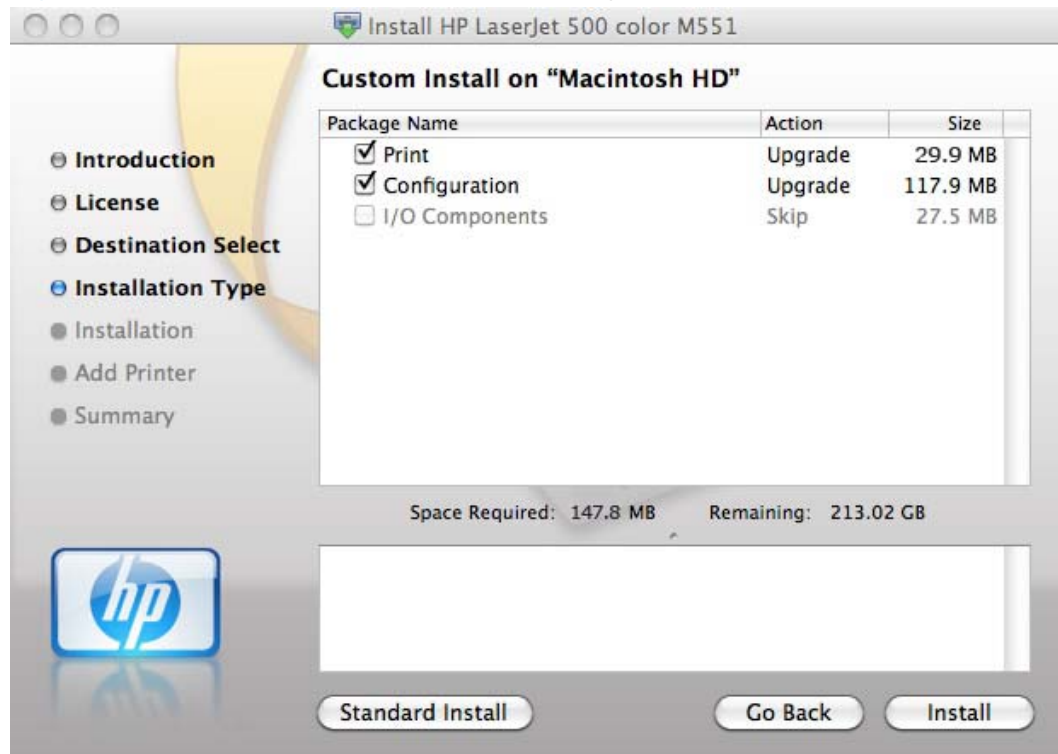 Install HP LaserJet 500 color M551
Custom Install on “Macintosh HD”
Package Name Action Size
Print Upgrade 29.9 MB
Configuration Upgrade 117.9 MB
I/O Components Skip 27.5 MB
Introduction
License
Destination Select
Installation Type
Installation
Add Printer
Summary
Space Required: 147.8 MB Remaining: 213.02 GB
hp
Standard Install Go Back Install